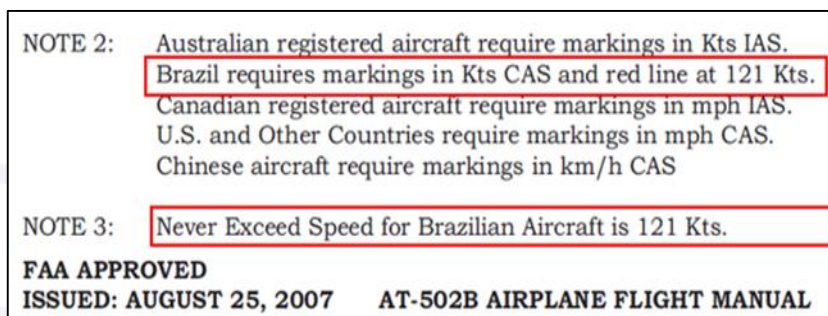 NOTE 2: Australian registered aircraft require markings in Kts IAS.
Brazil requires markings in Kts CAS and red line at 121 Kts.
Canadian registered aircraft require markings in mph IAS.
U.S. and Other Countries require markings in mph CAS.
Chinese aircraft require markings in km/h CAS
NOTE 3: Never Exceed Speed for Brazilian Aircraft is 121 Kts.
FAA APPROVED
ISSUED: AUGUST 25, 2007 AT-502B AIRPLANE FLIGHT MANUAL